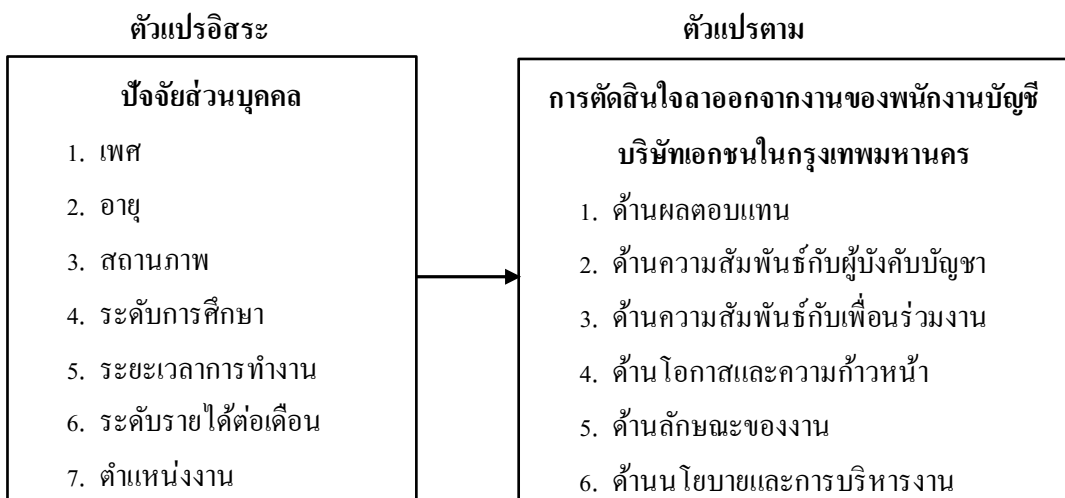 ตัวแปรอิสระ
ตัวแปรตาม
ปัจจัยส่วนบุคคล
1. เพศ
2. อายุ
3. สถานภาพ
4. ระดับการศึกษา
5. ระยะเวลาการทำงาน
6. ระดับรายได้ต่อเดือน
7. ตำแหน่งงาน
การตัดสินใจลาออกจากงานของพนักงานบัญชี
บริษัทเอกชนในกรุงเทพมหานคร
1. ด้านผลตอบแทน
2. ด้านความสัมพันธ์กับผู้บังคับบัญชา
3. ด้านความสัมพันธ์กับเพื่อนร่วมงาน
4. ด้านโอกาสและความก้าวหน้า
5. ด้านลักษณะของงาน
6. ด้านนโยบายและการบริหารงาน